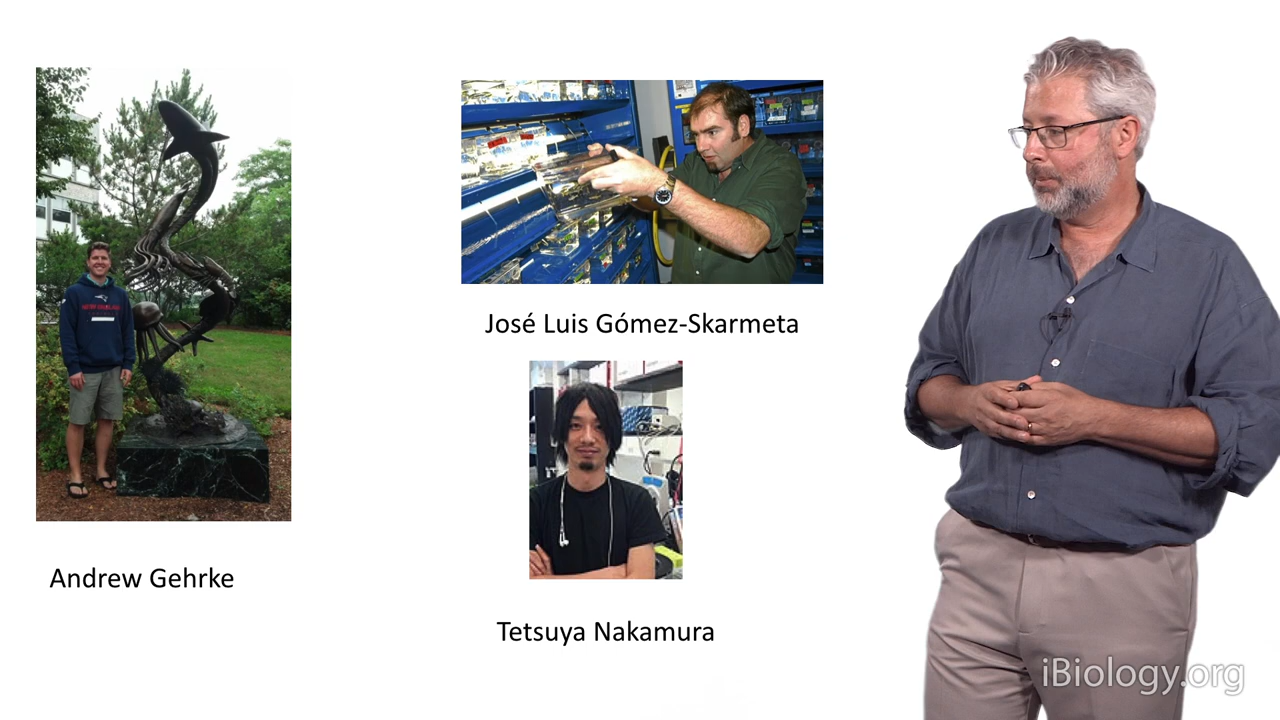 José Luis Gómez-Skarmeta
Andrew Gehrke
Tetsuya Nakamura
iBiology.org